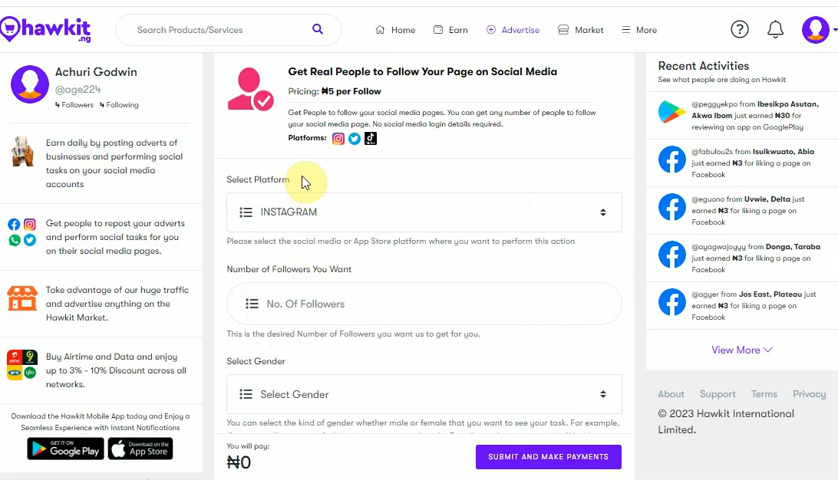 hawkit
.ng
Search Products/Services
Home
Earn
Advertise
Market
More
Achuri Godwin
@age224
4 Followers 4 Following
Earn daily by posting adverts of
businesses and performing social
tasks on your social media
accounts
Get people to repost your adverts
and perform social tasks for you
on their social media pages.
Take advantage of our huge traffic
and advertise anything on the
Hawkit Market.
Buy Airtime and Data and enjoy
up to 3% - 10% Discount across all
networks.
Download the Hawkit Mobile App today and Enjoy a
Seamless Experience with Instant Notifications
GET IT ON
Google Play
Download on the
App Store
Get Real People to Follow Your Page on Social Media
Pricing: ₦5 per Follow
Get People to follow your social media pages. You can get any number of people to follow
your social media page. No social media login details required.
Platforms:
Select Platform
INSTAGRAM
Please select the social media or App Store platform where you want to perform this action
Number of Followers You Want
No. Of Followers
This is the desired Number of Followers you want us to get for you.
Select Gender
Select Gender
You can select the kind of gender whether male or female that you want to see your task. For example,
You will pay:
₦0
SUBMIT AND MAKE PAYMENTS
Recent Activities
See what people are doing on Hawkit
@peggyekpo from Ibesikpo Asutan,
Akwa Ibom just earned ₦30 for
reviewing an app on GooglePlay
@fabulou2s from Isuikwuato, Abia
just earned ₦3 for liking a page on
Facebook
@eguono from Uvwie, Delta just
earned ₦3 for liking a page on
Facebook
@ayagwajoyyy from Donga, Taraba
just earned ₦3 for liking a page on
Facebook
@agyer from Jos East, Plateau just
earned ₦3 for liking a page on
Facebook
View More
About Support Terms Privacy
© 2023 Hawkit International
Limited.